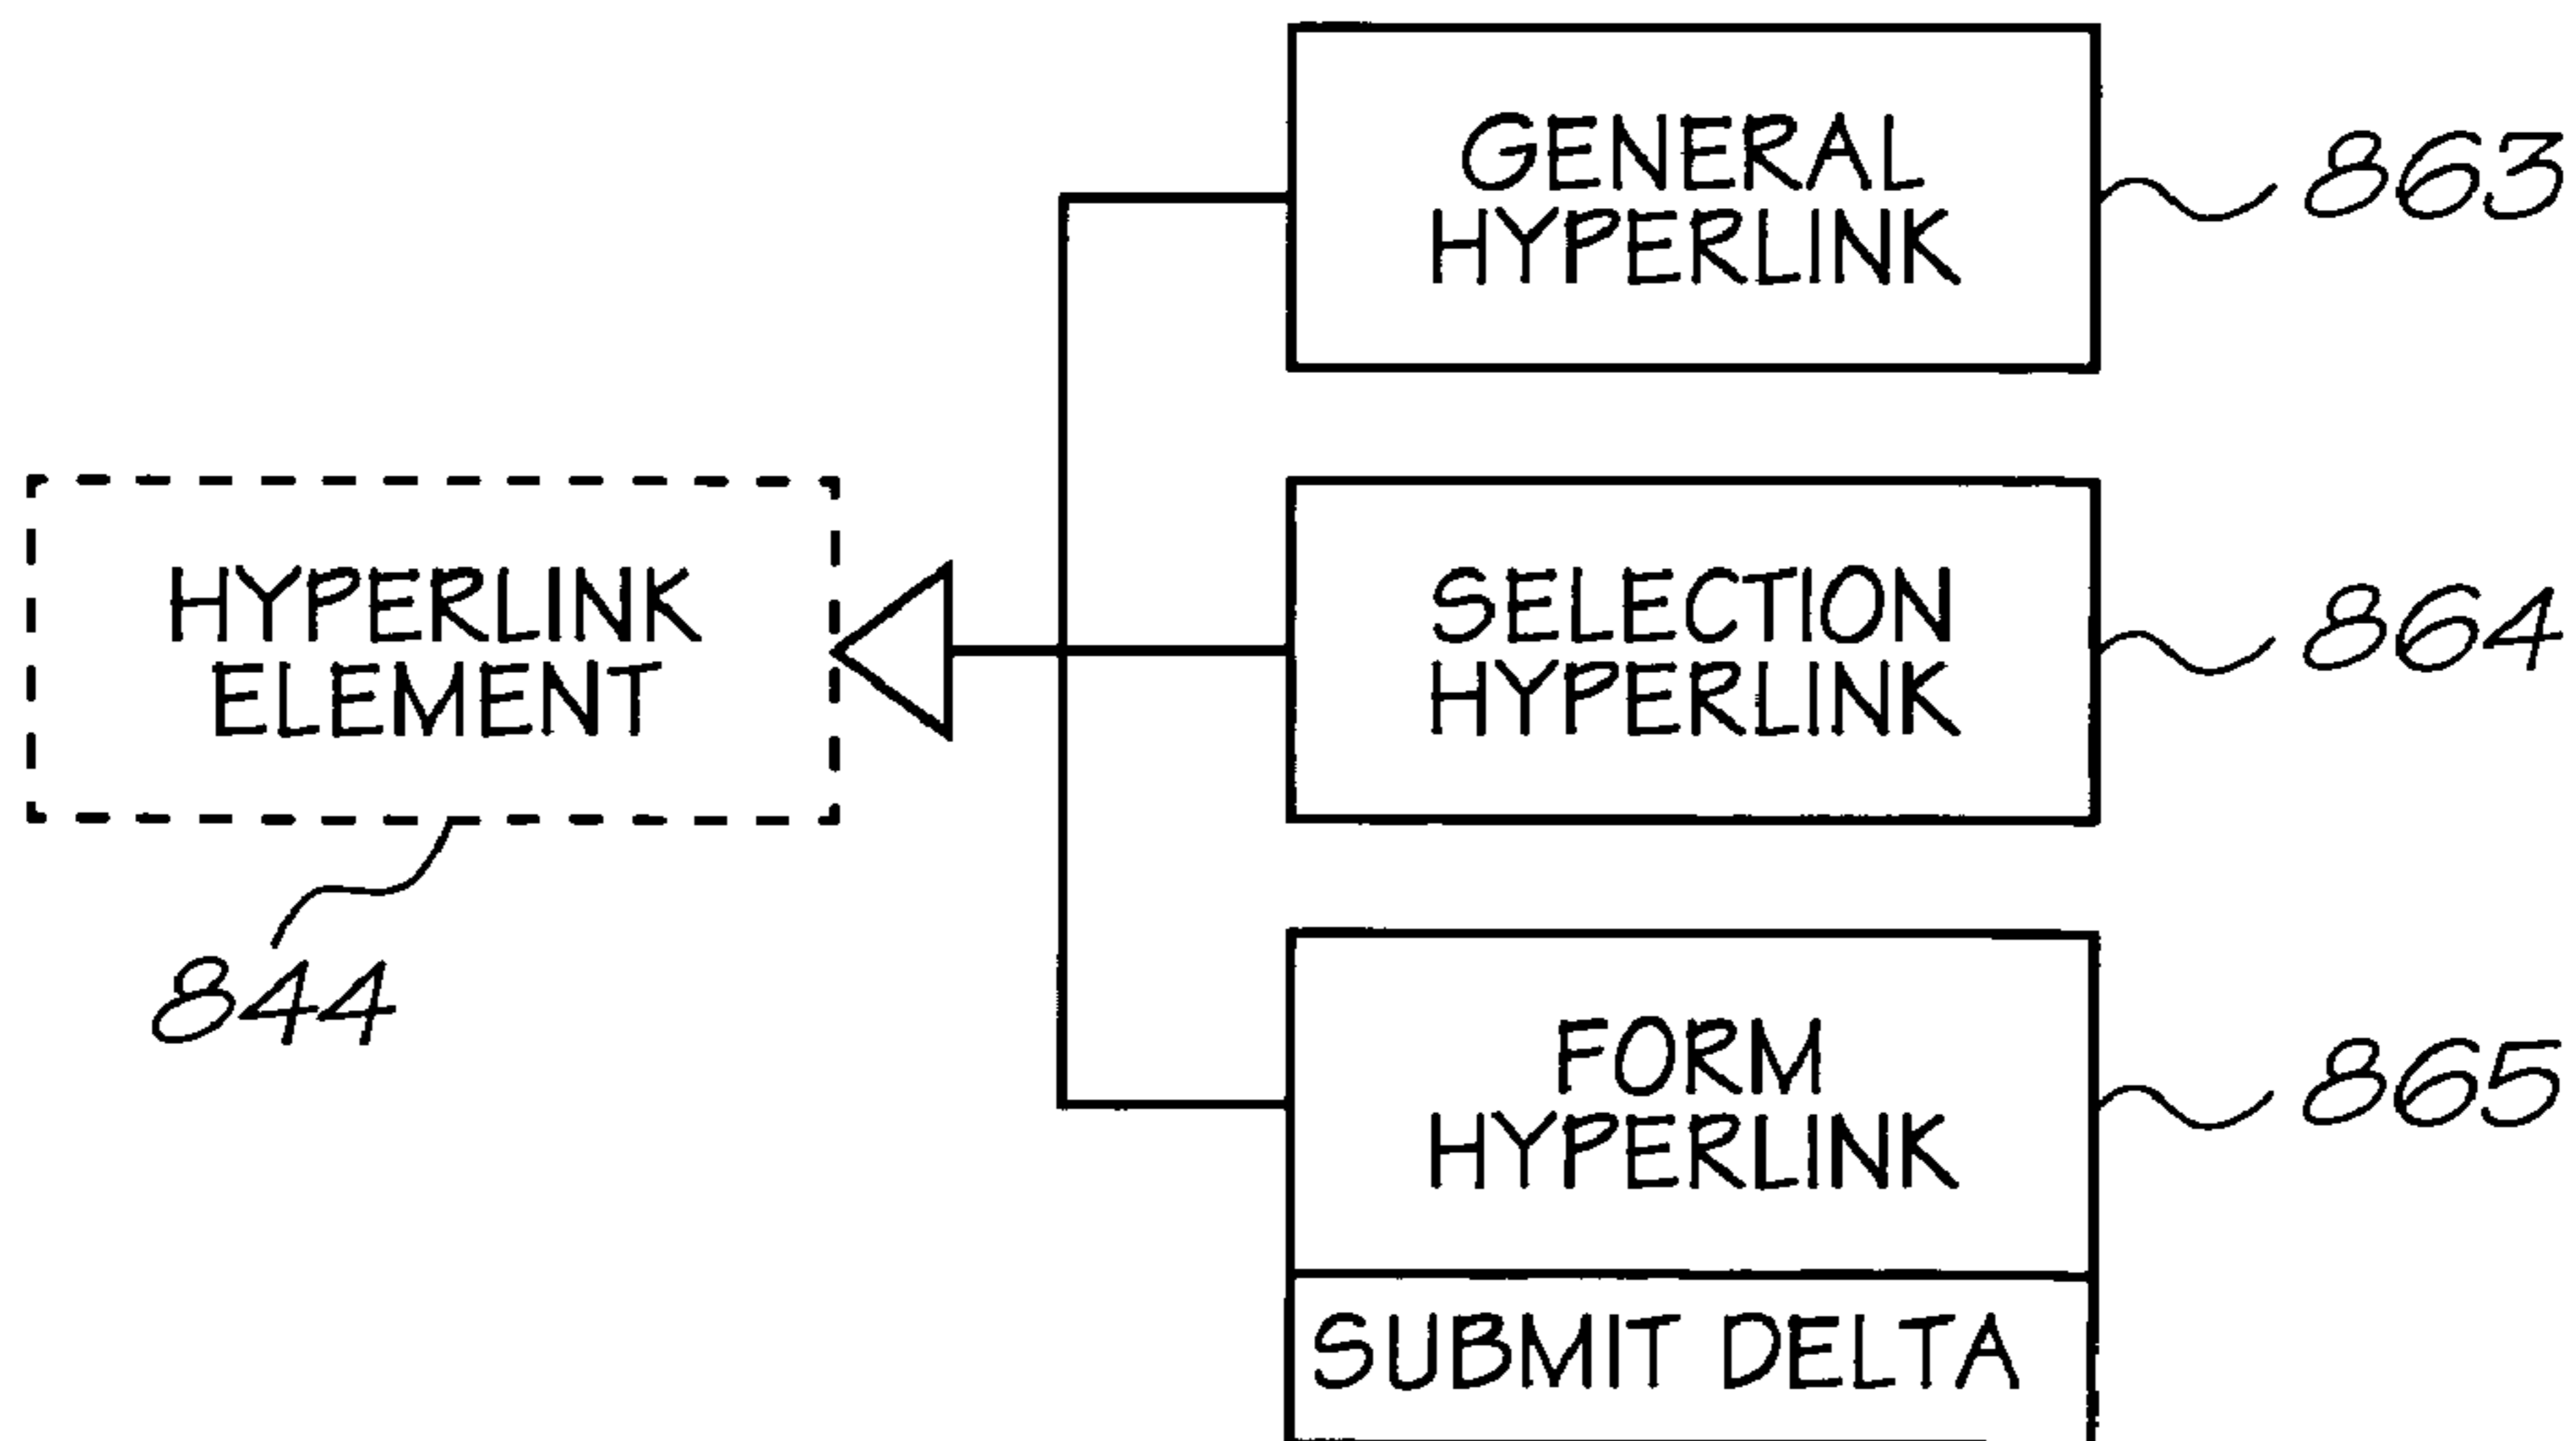 GENERAL
HYPERLINK
863
HYPERLINK
ELEMENT
844
SELECTION
HYPERLINK
864
FORM
HYPERLINK
865
SUBMIT DELTA